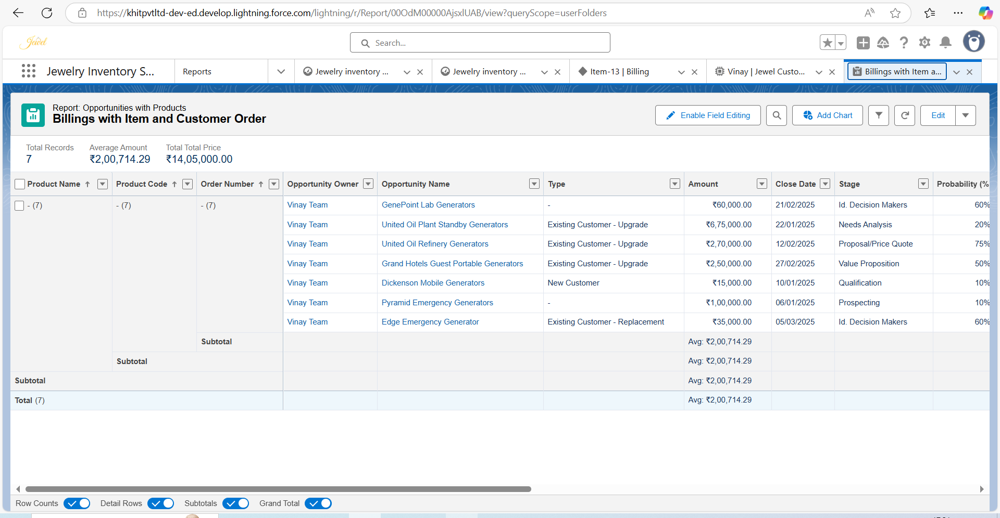 https://khitpvtltd-dev-ed.develop.lightning.force.com/lightning/r/Report/00OdM00000AjsxlUAB/view?queryScope=userFolders
Jewel
Search...
Jewelry Inventory S...
Reports
Jewelry inventory ...
Jewelry inventory ...
Item-13 | Billing
Vinay | Jewel Custo...
Billings with Item a...
Report: Opportunities with Products
Billings with Item and Customer Order
Enable Field Editing
Add Chart
Edit
Total Records Average Amount Total Total Price
7 ₹2,00,714.29 ₹14,05,000.00
Product Name Product Code Order Number Opportunity Owner Opportunity Name Type Amount Close Date Stage Probability (%
- (7) - (7) - (7) Vinay Team GenePoint Lab Generators - ₹60,000.00 21/02/2025 Id. Decision Makers 60%
Vinay Team United Oil Plant Standby Generators Existing Customer - Upgrade ₹6,75,000.00 22/01/2025 Needs Analysis 20%
Vinay Team United Oil Refinery Generators Existing Customer - Upgrade ₹2,70,000.00 12/02/2025 Proposal/Price Quote 75%
Vinay Team Grand Hotels Guest Portable Generators Existing Customer - Upgrade ₹2,50,000.00 27/02/2025 Value Proposition 50%
Vinay Team Dickenson Mobile Generators New Customer ₹15,000.00 10/01/2025 Qualification 10%
Vinay Team Pyramid Emergency Generators - ₹1,00,000.00 06/01/2025 Prospecting 10%
Vinay Team Edge Emergency Generator Existing Customer - Replacement ₹35,000.00 05/03/2025 Id. Decision Makers 60%
Subtotal Avg: ₹2,00,714.29
Subtotal Avg: ₹2,00,714.29
Subtotal Avg: ₹2,00,714.29
Total (7) Avg: ₹2,00,714.29
Row Counts Detail Rows Subtotals Grand Total